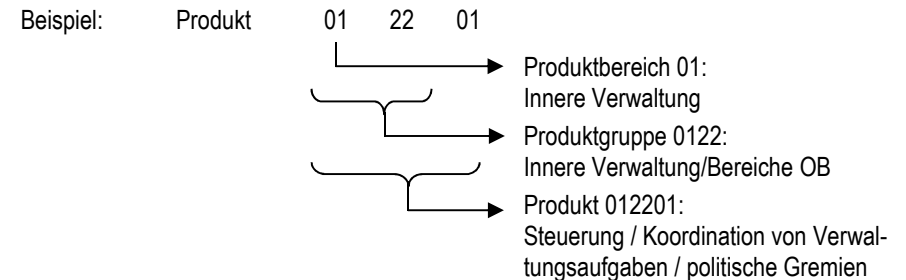 Beispiel: Produkt 01 22 01
Produktbereich 01:
Innere Verwaltung
Produktgruppe 0122:
Innere Verwaltung/Bereiche OB
Produkt 012201:
Steuerung / Koordination von Verwal-
tungsaufgaben / politische Gremien